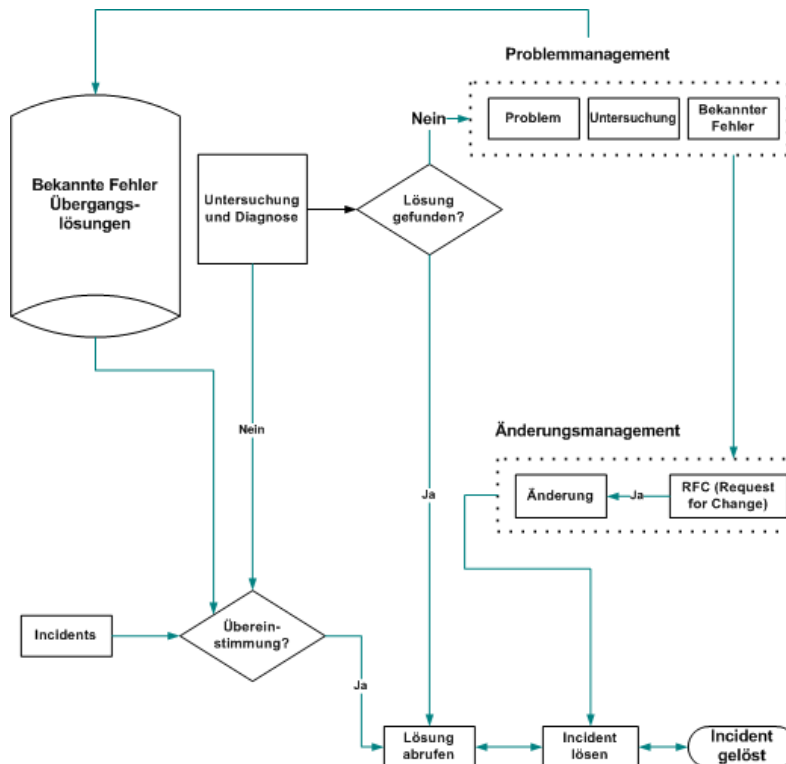 Problemmanagement
Nein
Problem
Untersuchung
Bekannter
Fehler
Bekannte Fehler
Übergangs-
lösungen
Untersuchung
und Diagnose
Lösung
gefunden?
Nein
Änderungsmanagement
Ja
Änderung
Ja
RFC (Request
for Change)
Incidents
Überein-
stimmung?
Ja
Lösung
abrufen
Incident
lösen
Incident
gelöst